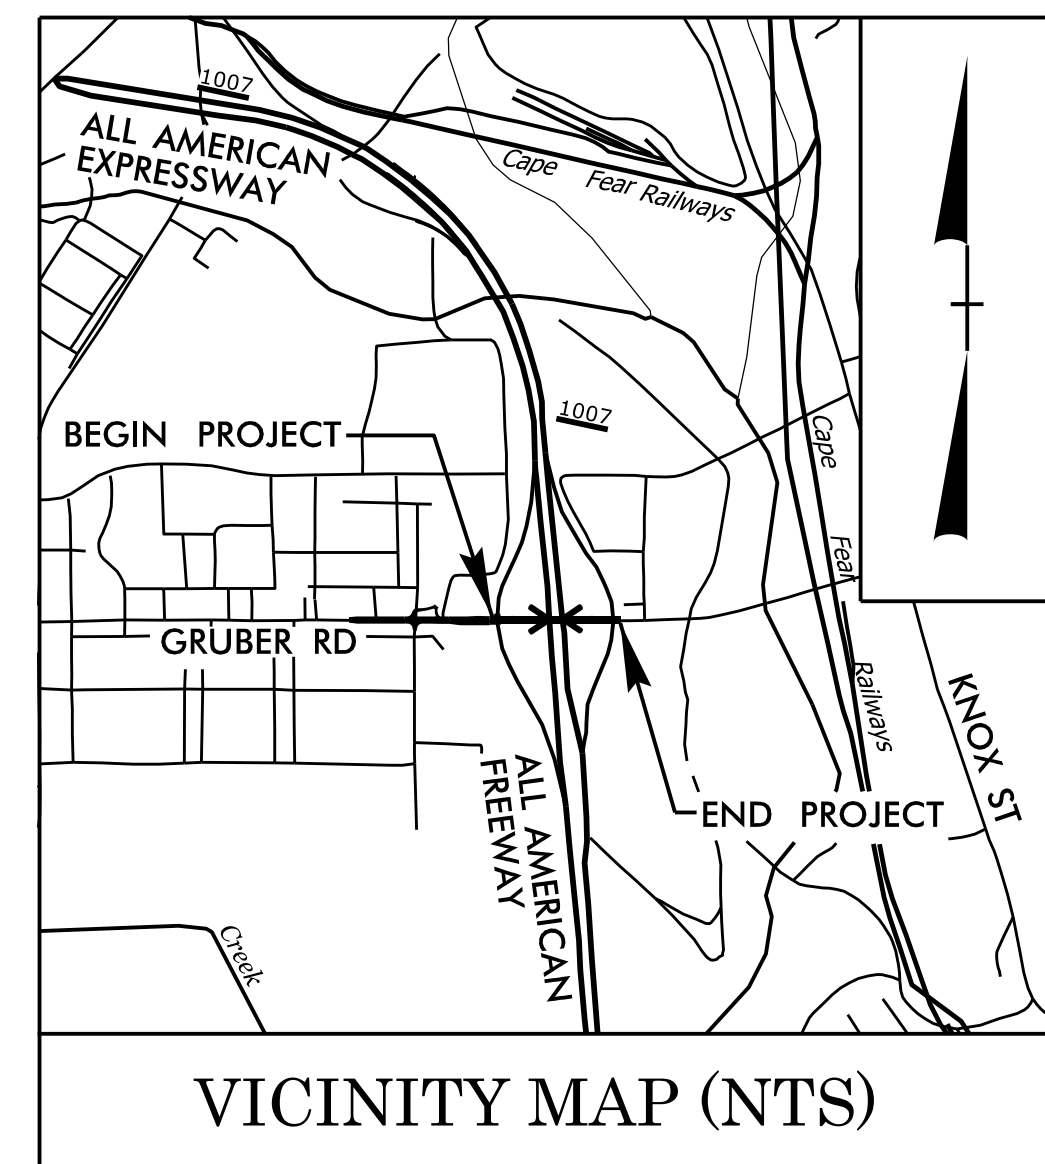 1007
ALL AMERICAN
EXPRESSWAY
Cape Fear Railways
1007
BEGIN PROJECT
Cape Fear Railways
GRUBER RD
KNOX ST
ALL AMERICAN
FREEWAY
END PROJECT
Creek
VICINITY MAP (NTS)